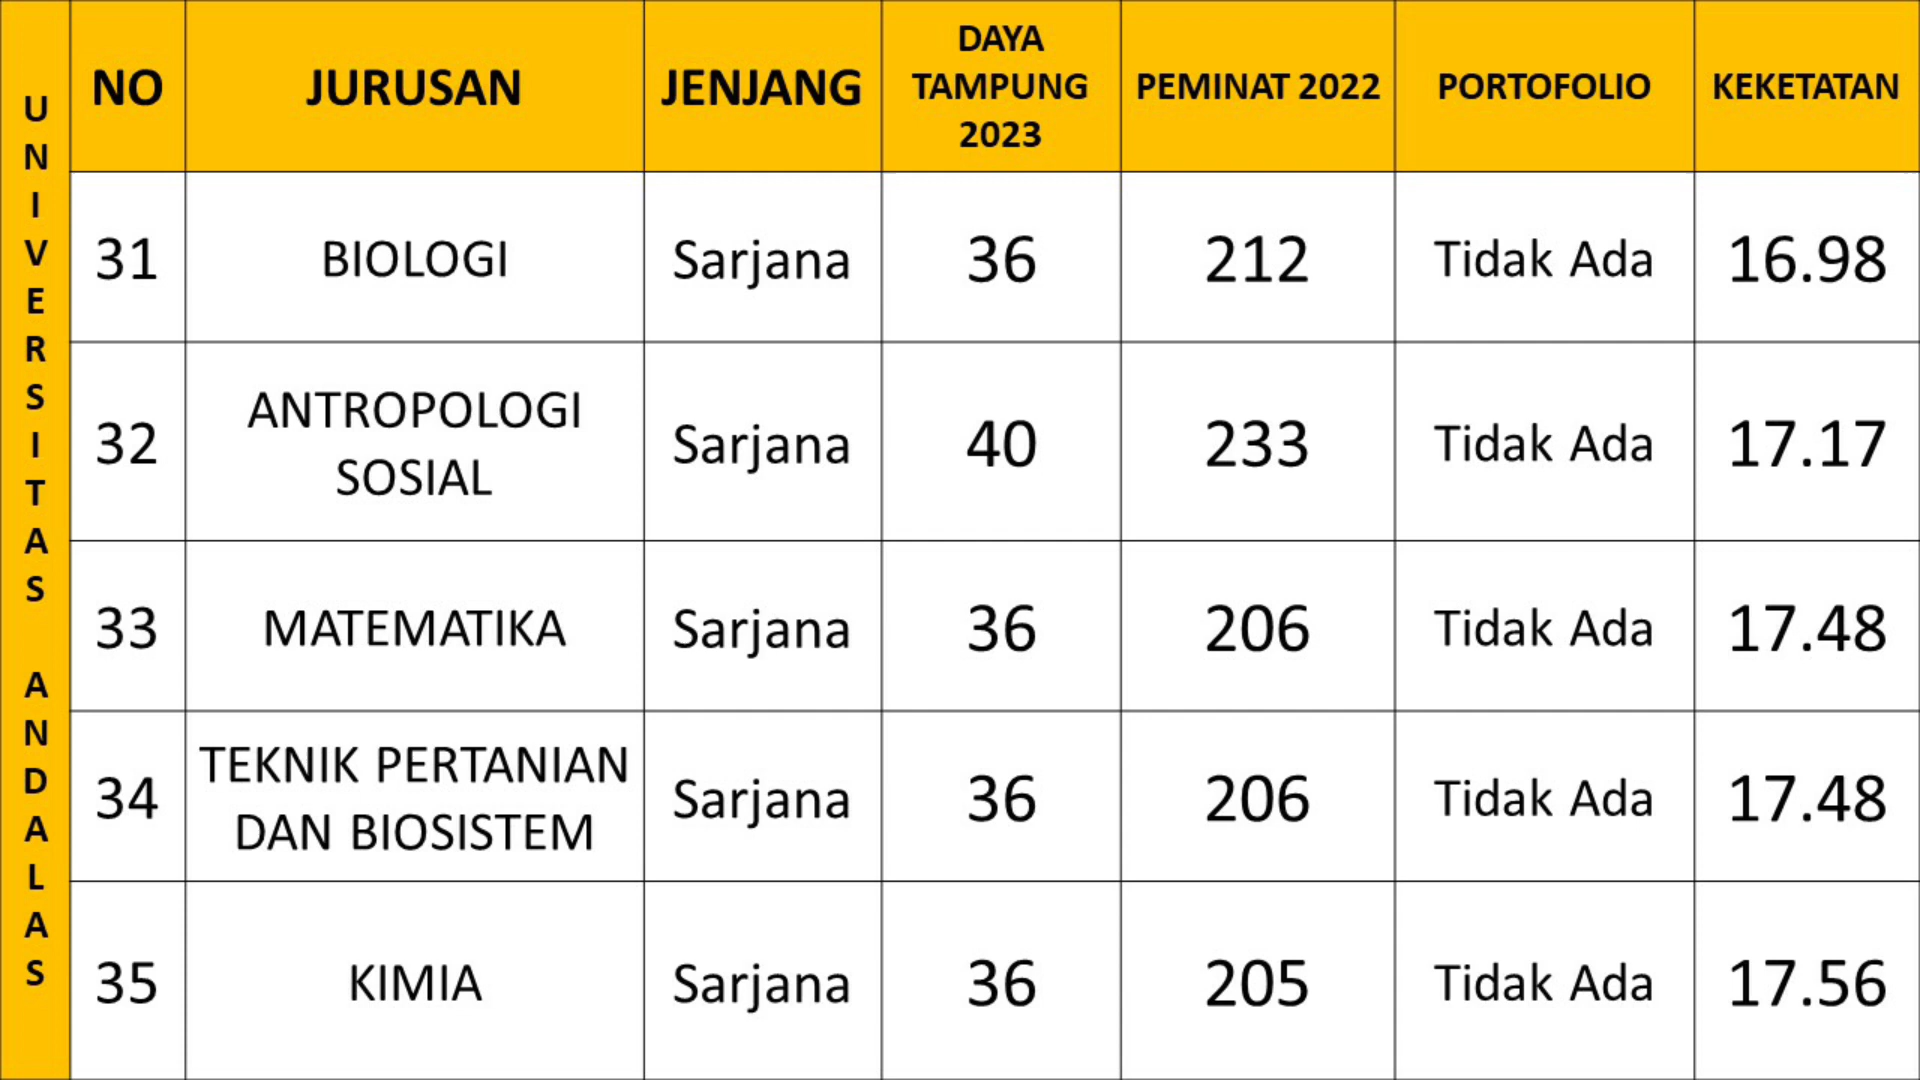 UNIVERSITAS ANDALAS
NO JURUSAN JENJANG DAYA TAMPUNG 2023 PEMINAT 2022 PORTOFOLIO KEKETATAN
31 BIOLOGI Sarjana 36 212 Tidak Ada 16.98
32 ANTROPOLOGI SOSIAL Sarjana 40 233 Tidak Ada 17.17
33 MATEMATIKA Sarjana 36 206 Tidak Ada 17.48
34 TEKNIK PERTANIAN DAN BIOSISTEM Sarjana 36 206 Tidak Ada 17.48
35 KIMIA Sarjana 36 205 Tidak Ada 17.56